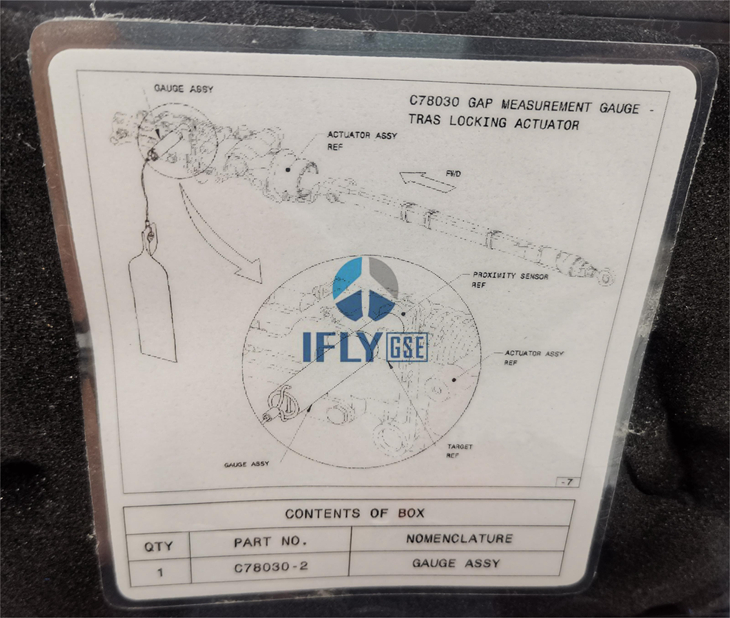 GAUGE ASSY
C78030 GAP MEASUREMENT GAUGE -
TRAS LOCKING ACTUATOR
ACTUATOR ASSY
REF
FWD
PROXIMITY SENSOR
REF
IFLY GSE
ACTUATOR ASSY
REF
GAUGE ASSY
TARGET
REF
-7
CONTENTS OF BOX
QTY PART NO. NOMENCLATURE
1 C78030-2 GAUGE ASSY